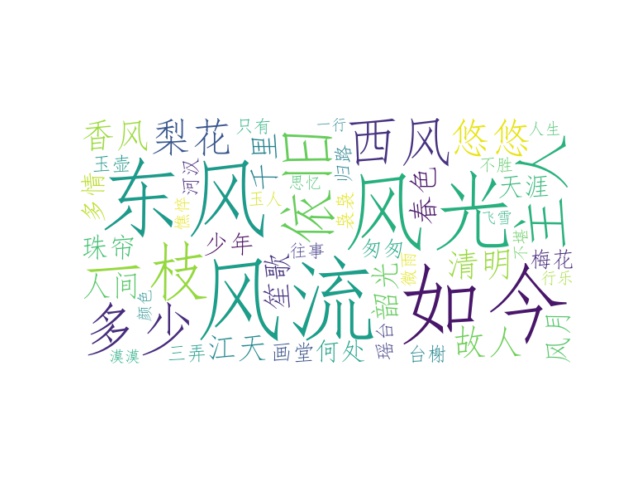 香风
梨花
只有
一行
西风
悠悠
人生
玉壶
河汉
千里
依旧
归路
不胜
多情
东风
思忆
风光
春色
天涯
主人
憔悴
玉人
袅袅
飞雪
珠帘
一枝
少年
往事
匆匆
清明
不堪
梅花
人间
风流
笙歌
韶光
微雨
如今
行乐
颜色
多少
漠漠
三弄
江天
画堂
何处
瑶台
台榭
故人
风月